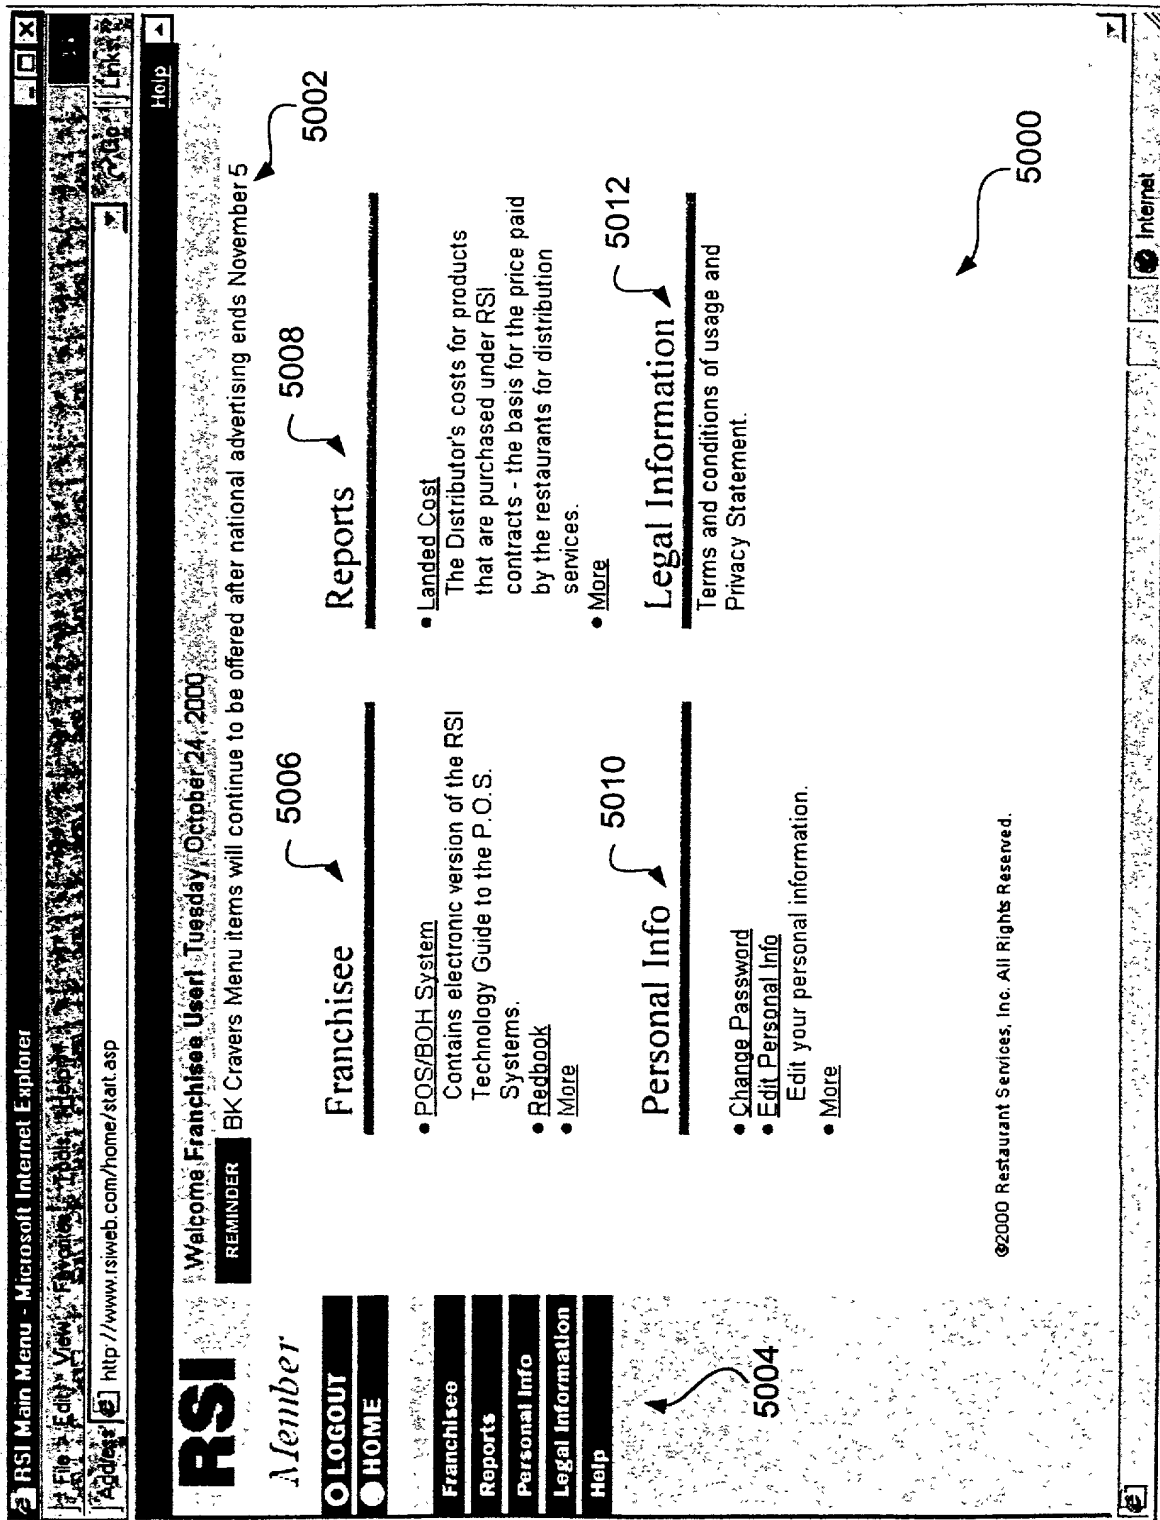 RSI Main Menu - Microsoft Internet Explorer
File Edit View Favorites Tools Help
Address http://www.rsiweb.com/home/start.asp Go Links
Help
RSI
Welcome Franchisee User! Tuesday, October 24, 2000
REMINDER BK Cravers Menu items will continue to be offered after national advertising ends November 5
5002
Member
LOGOUT
HOME
Franchisee
Reports
Personal Info
Legal Information
Help
5004
Franchisee
5006
• POS/BOH System
Contains electronic version of the RSI
Technology Guide to the P.O.S.
Systems.
• Redbook
• More
Reports
5008
• Landed Cost
The Distributor's costs for products
that are purchased under RSI
contracts - the basis for the price paid
by the restaurants for distribution
services.
• More
Personal Info
5010
• Change Password
• Edit Personal Info
Edit your personal information.
• More
Legal Information
5012
Terms and conditions of usage and
Privacy Statement.
©2000 Restaurant Services, Inc. All Rights Reserved.
5000
Internet